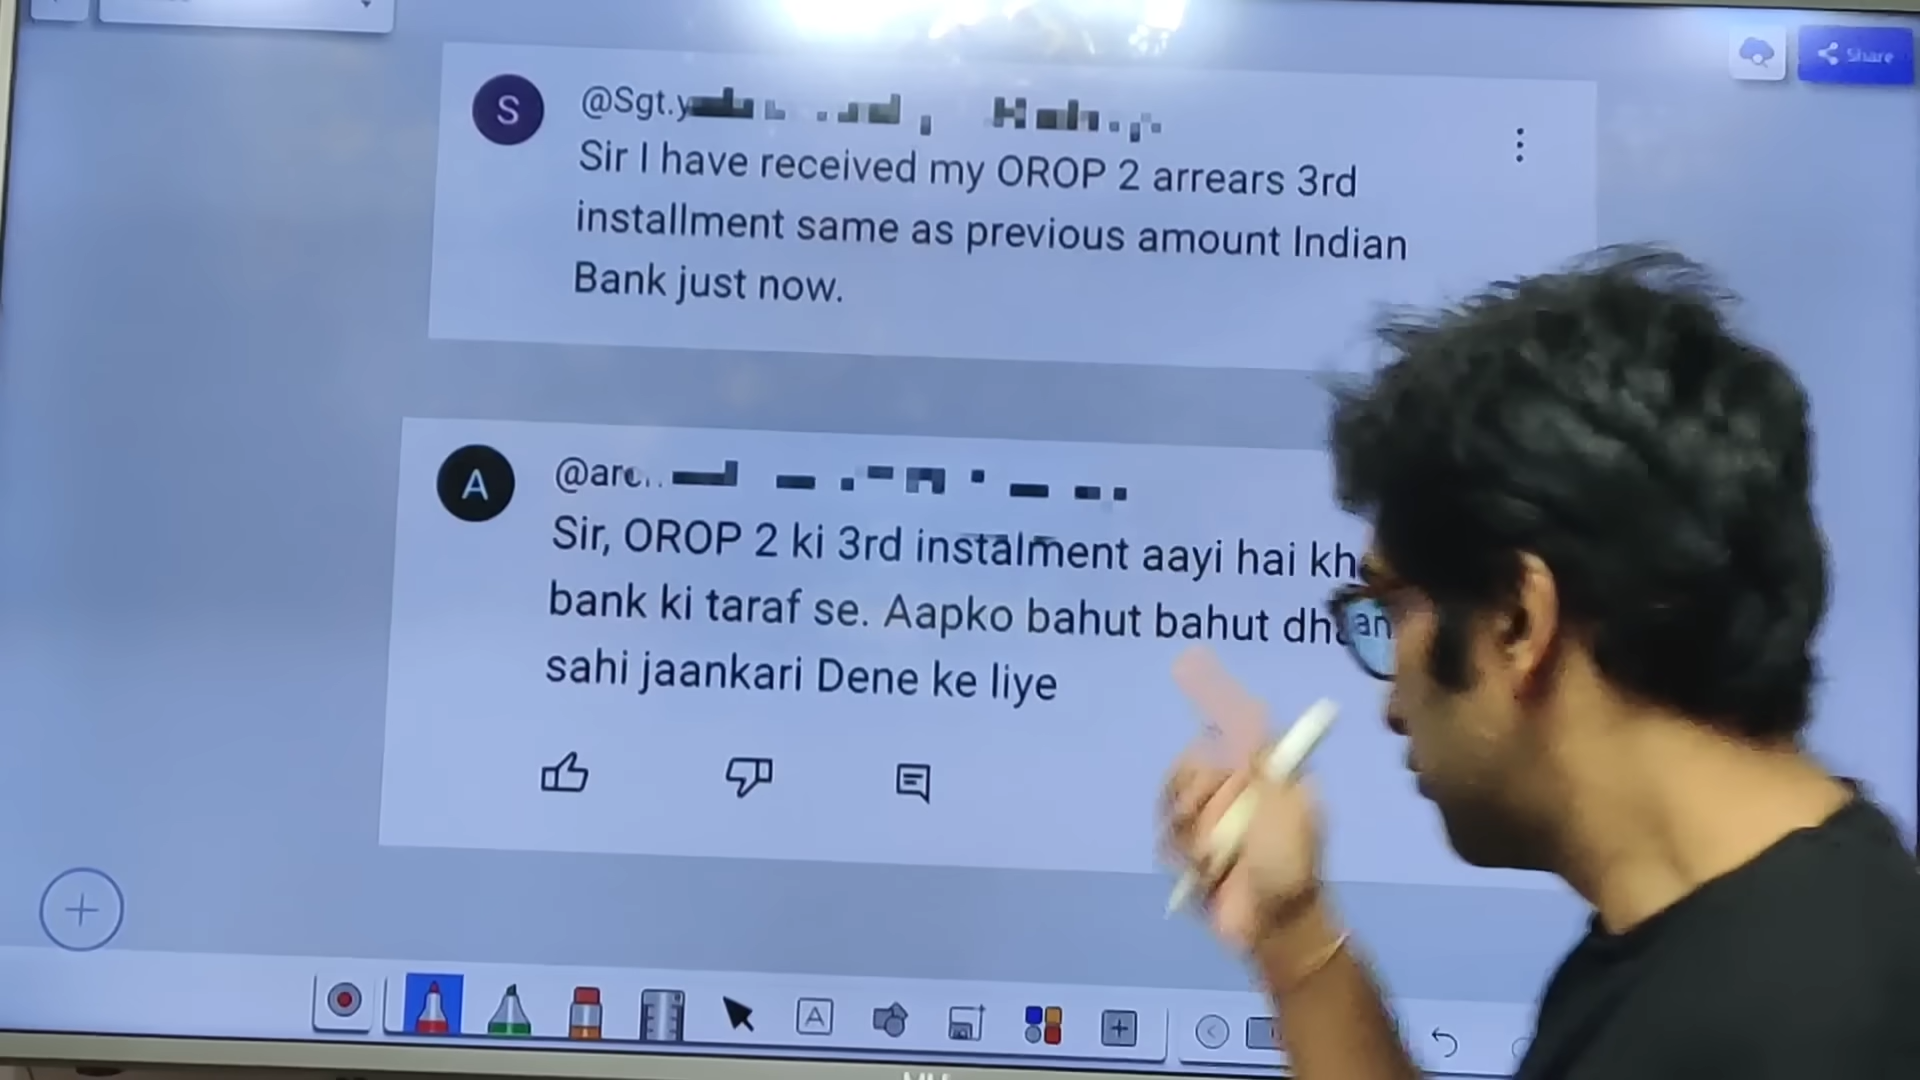 Share
S
@Sgt.y
Sir I have received my OROP 2 arrears 3rd
installment same as previous amount Indian
Bank just now.
A
Sir, OROP 2 ki 3rd instalment aayi hai
bank ki taraf se. Aapko bahut bahut
sahi jaankari Dene ke liye
A